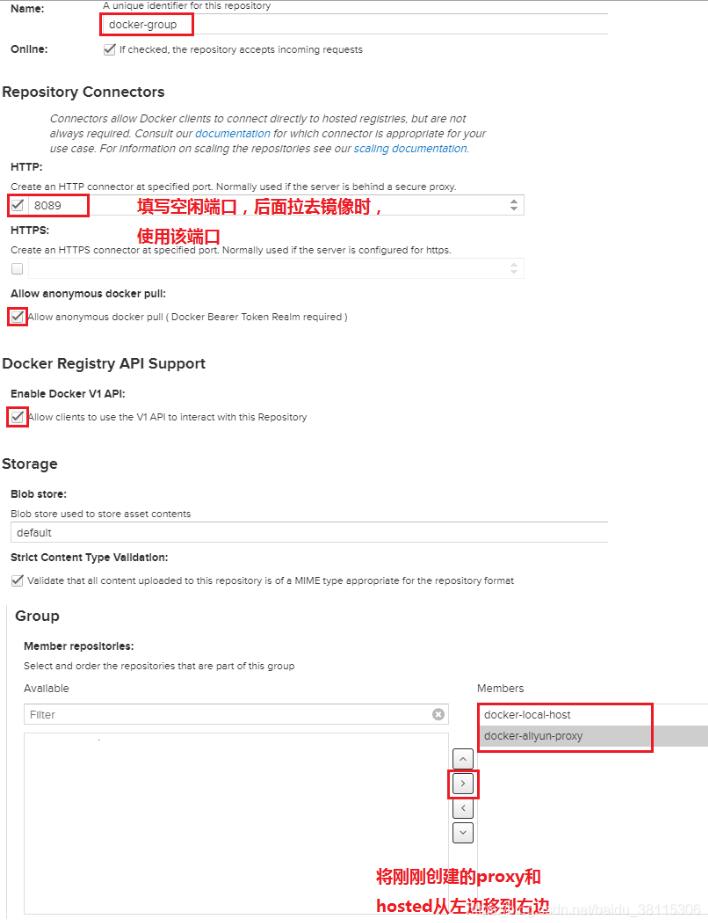 Name:
A unique identifier for this repository
docker-group
Online:
If checked, the repository accepts incoming requests
Repository Connectors
Connectors allow Docker clients to connect directly to hosted registries, but are not
always required. Consult our documentation for which connector is appropriate for your
use case. For information on scaling the repositories see our scaling documentation.
HTTP:
Create an HTTP connector at specified port. Normally used if the server is behind a secure proxy.
8089
填写空闲端口，后面拉去镜像时，
使用该端口
HTTPS:
Create an HTTPS connector at specified port. Normally used if the server is configured for https.
Allow anonymous docker pull:
Allow anonymous docker pull ( Docker Bearer Token Realm required )
Docker Registry API Support
Enable Docker V1 API:
Allow clients to use the V1 API to interact with this Repository
Storage
Blob store:
Blob store used to store asset contents
default
Strict Content Type Validation:
Validate that all content uploaded to this repository is of a MIME type appropriate for the repository format
Group
Member repositories:
Select and order the repositories that are part of this group
Available
Members
Filter
docker-local-host
docker-aliyun-proxy
将刚刚创建的proxy和
hosted从左边移到右边
dn.net/baidu_38115306